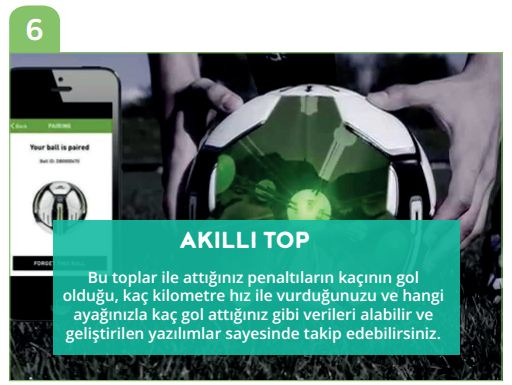 6
Back PAIRING
Your ball is paired
AKILLI TOP
Bu toplar ile attığınız penaltıların kaçının gol
olduğu, kaç kilometre hız ile vurduğunuzu ve hangi
ayağınızla kaç gol attığınız gibi verileri alabilir ve
geliştirilen yazılımlar sayesinde takip edebilirsiniz.